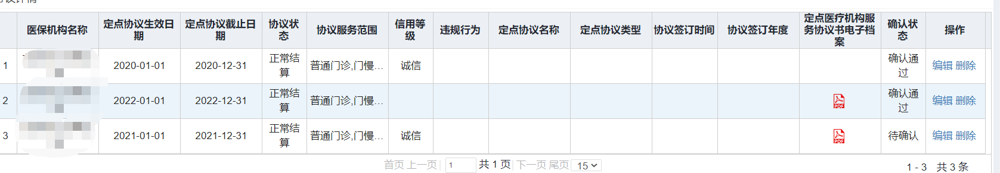 医保机构名称 定点协议生效日期 定点协议截止日期 协议状态 协议服务范围 信用等级 违规行为 定点协议名称 定点协议类型 协议签订时间 协议签订年度 定点医疗机构服务协议书电子档案 确认状态 操作
1 2020-01-01 2020-12-31 正常结算 普通门诊,门慢... 诚信 确认通过 编辑 删除
2 2022-01-01 2022-12-31 正常结算 普通门诊,门慢... PDF 确认通过 编辑 删除
3 2021-01-01 2021-12-31 正常结算 普通门诊,门慢... 诚信 PDF 待确认 编辑 删除
首页 上一页 1 共 1 页 下一页 尾页 15 1 - 3 共 3 条